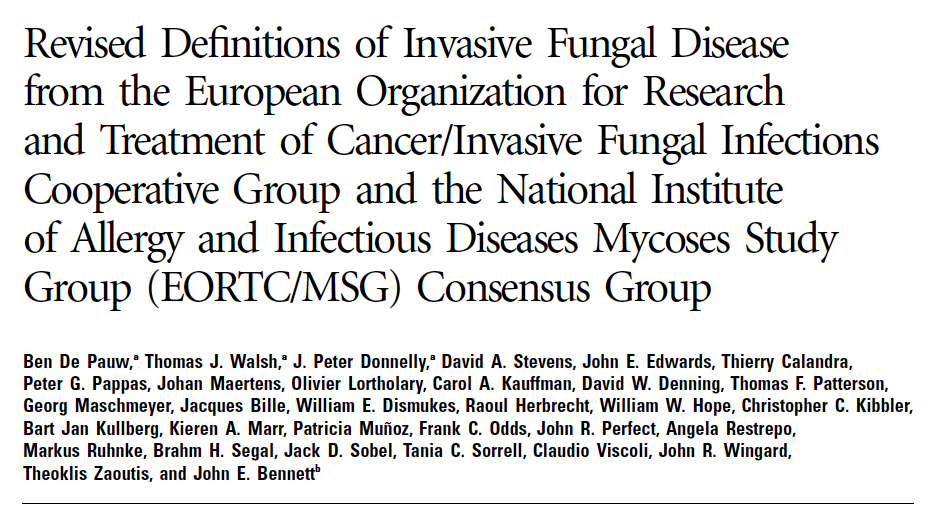 Revised Definitions of Invasive Fungal Disease
from the European Organization for Research
and Treatment of Cancer/Invasive Fungal Infections
Cooperative Group and the National Institute
of Allergy and Infectious Diseases Mycoses Study
Group (EORTC/MSG) Consensus Group
Ben De Pauw,ᵃ Thomas J. Walsh,ᵃ J. Peter Donnelly,ᵃ David A. Stevens, John E. Edwards, Thierry Calandra,
Peter G. Pappas, Johan Maertens, Olivier Lortholary, Carol A. Kauffman, David W. Denning, Thomas F. Patterson,
Georg Maschmeyer, Jacques Bille, William E. Dismukes, Raoul Herbrecht, William W. Hope, Christopher C. Kibbler,
Bart Jan Kullberg, Kieren A. Marr, Patricia Muñoz, Frank C. Odds, John R. Perfect, Angela Restrepo,
Markus Ruhnke, Brahm H. Segal, Jack D. Sobel, Tania C. Sorrell, Claudio Viscoli, John R. Wingard,
Theoklis Zaoutis, and John E. Bennettᵇ